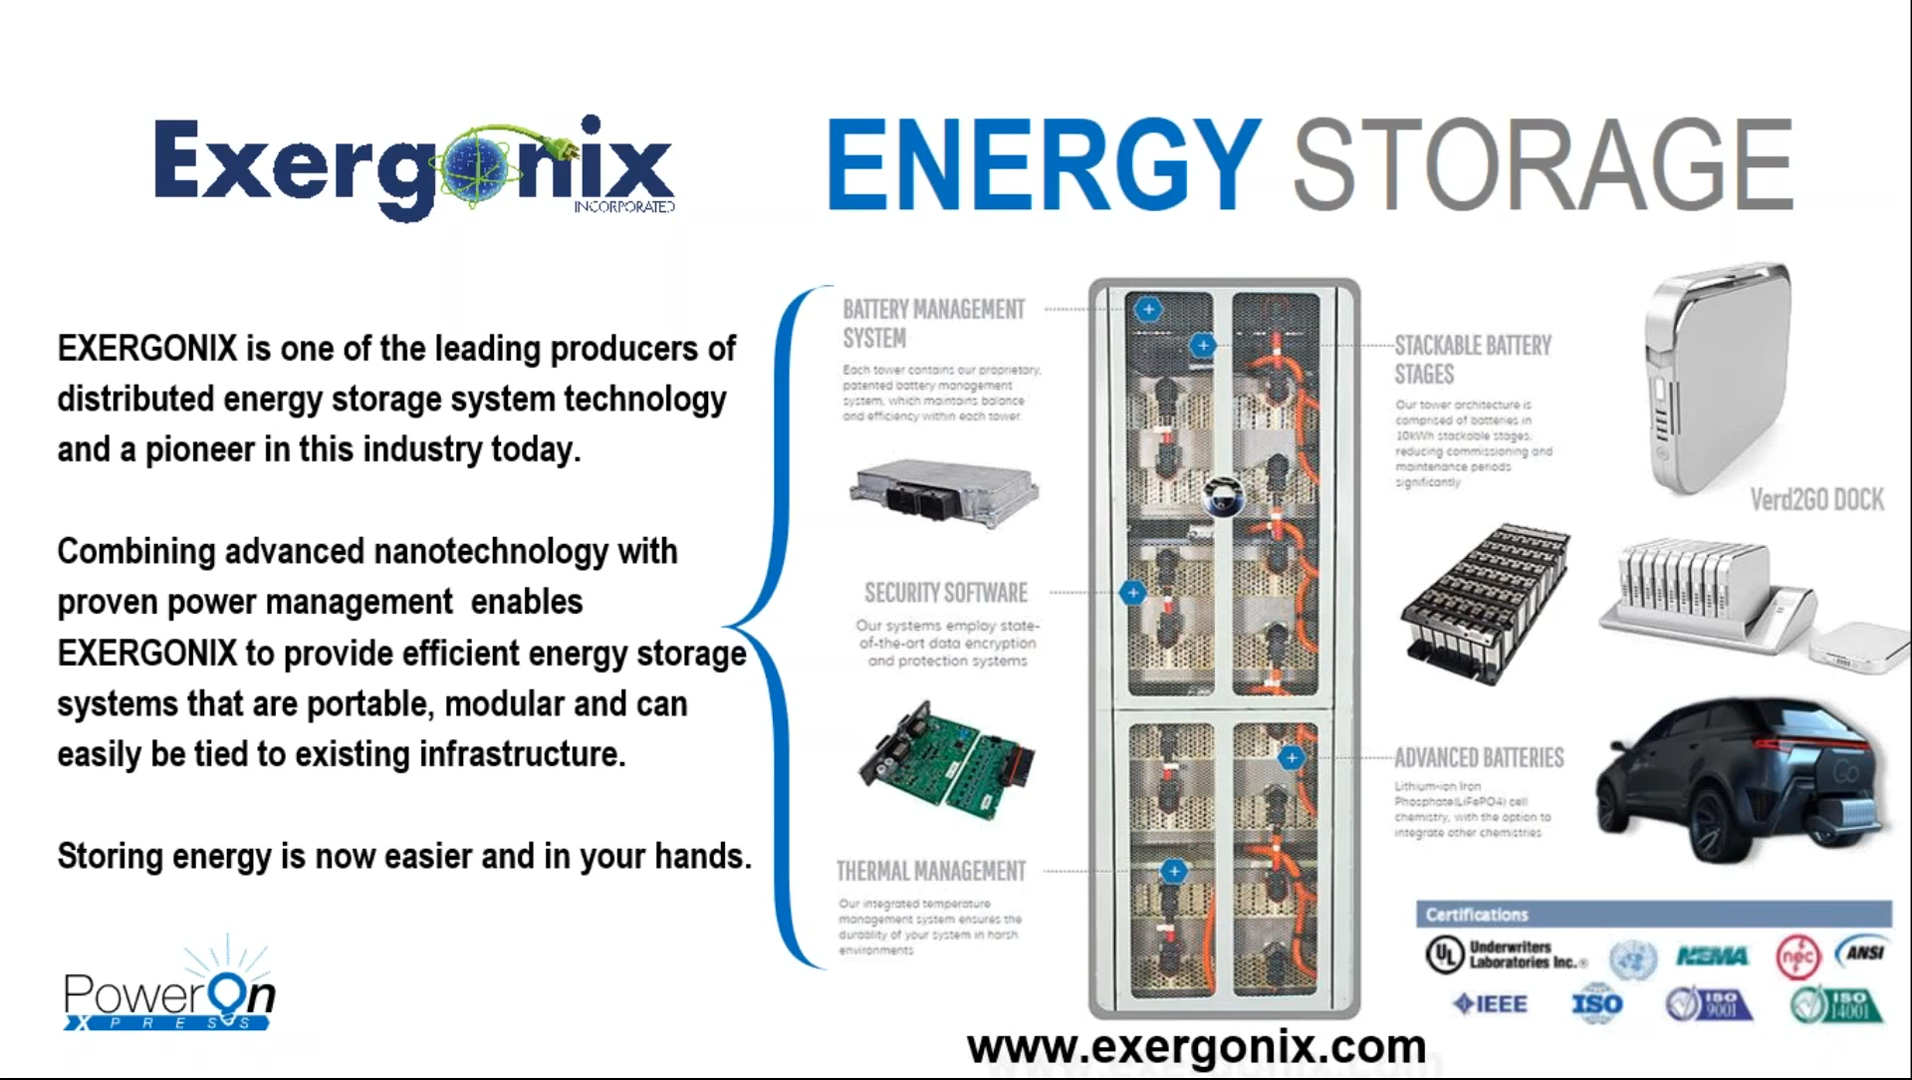 Exergonix
INCORPORATED
ENERGY STORAGE
EXERGONIX is one of the leading producers of
distributed energy storage system technology
and a pioneer in this industry today.
Combining advanced nanotechnology with
proven power management  enables
EXERGONIX to provide efficient energy storage
systems that are portable, modular and can
easily be tied to existing infrastructure.
Storing energy is now easier and in your hands.
PowerOn
XPRESS
BATTERY MANAGEMENT
SYSTEM
Each tower contains our proprietary,
patented battery management
system, which maintains balance
and efficiency within each tower
SECURITY SOFTWARE
Our systems employ state-
of-the-art data encryption
and protection systems
THERMAL MANAGEMENT
Our integrated temperature
management system ensures the
durability of your system in harsh
environments
STACKABLE BATTERY
STAGES
Our tower architecture is
comprised of batteries in
10kWh stackable stages,
reducing commissioning and
maintenance periods
significantly
Verd2GO DOCK
ADVANCED BATTERIES
Lithium-ion Iron
Phosphate(LiFePO4) cell
chemistry, with the option to
integrate other chemistries
Go
Certifications
UL Underwriters
Laboratories Inc.®
NEMA
nec
ANSI
IEEE
ISO
ISO
9001
ISO
14001
www.exergonix.com